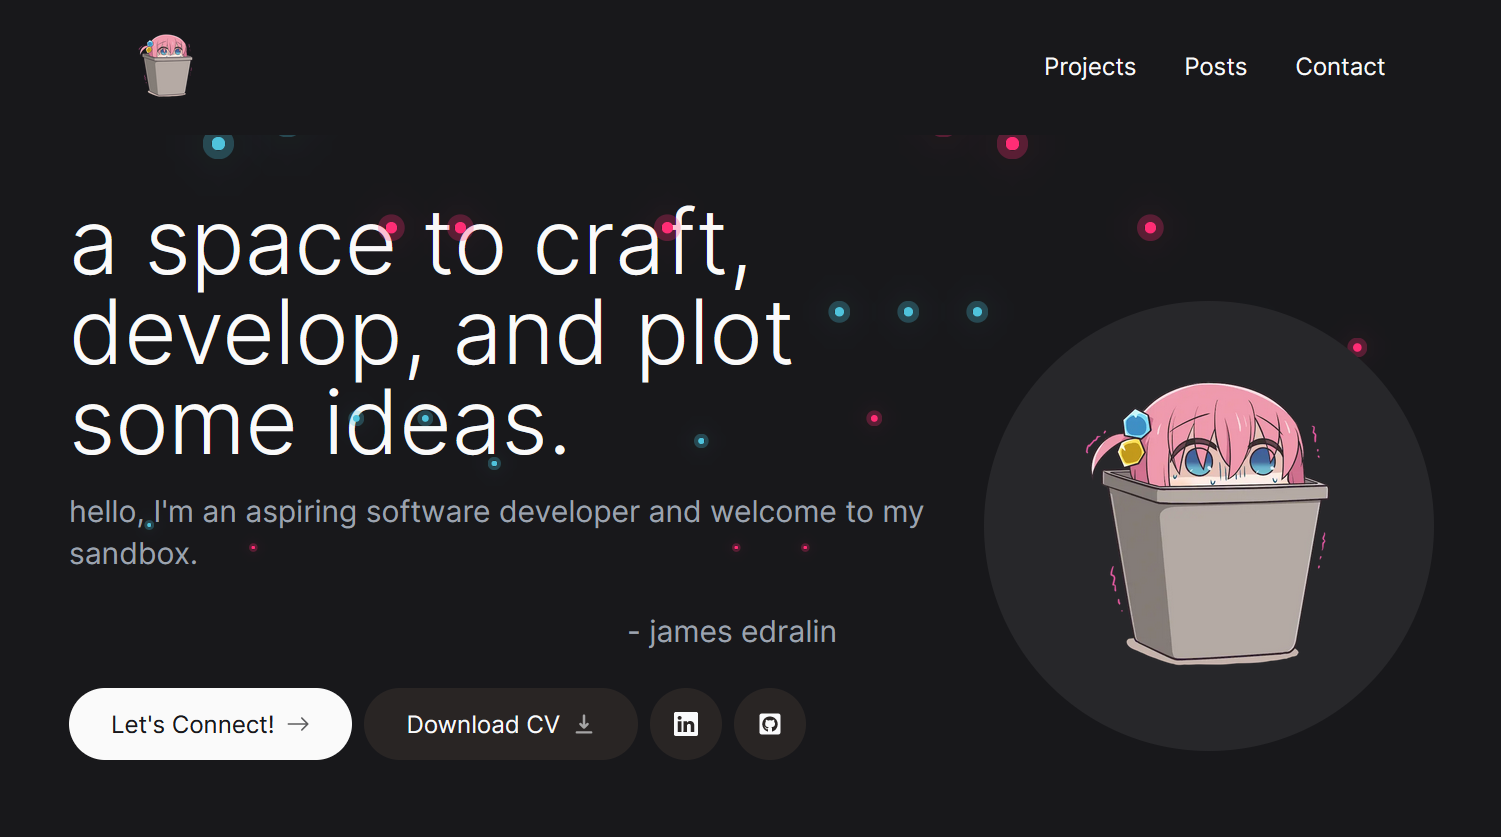 Projects
Posts
Contact
a space to craft,
develop, and plot
some ideas.
hello, I'm an aspiring software developer and welcome to my
sandbox.
- james edralin
Let's Connect!
Download CV
in